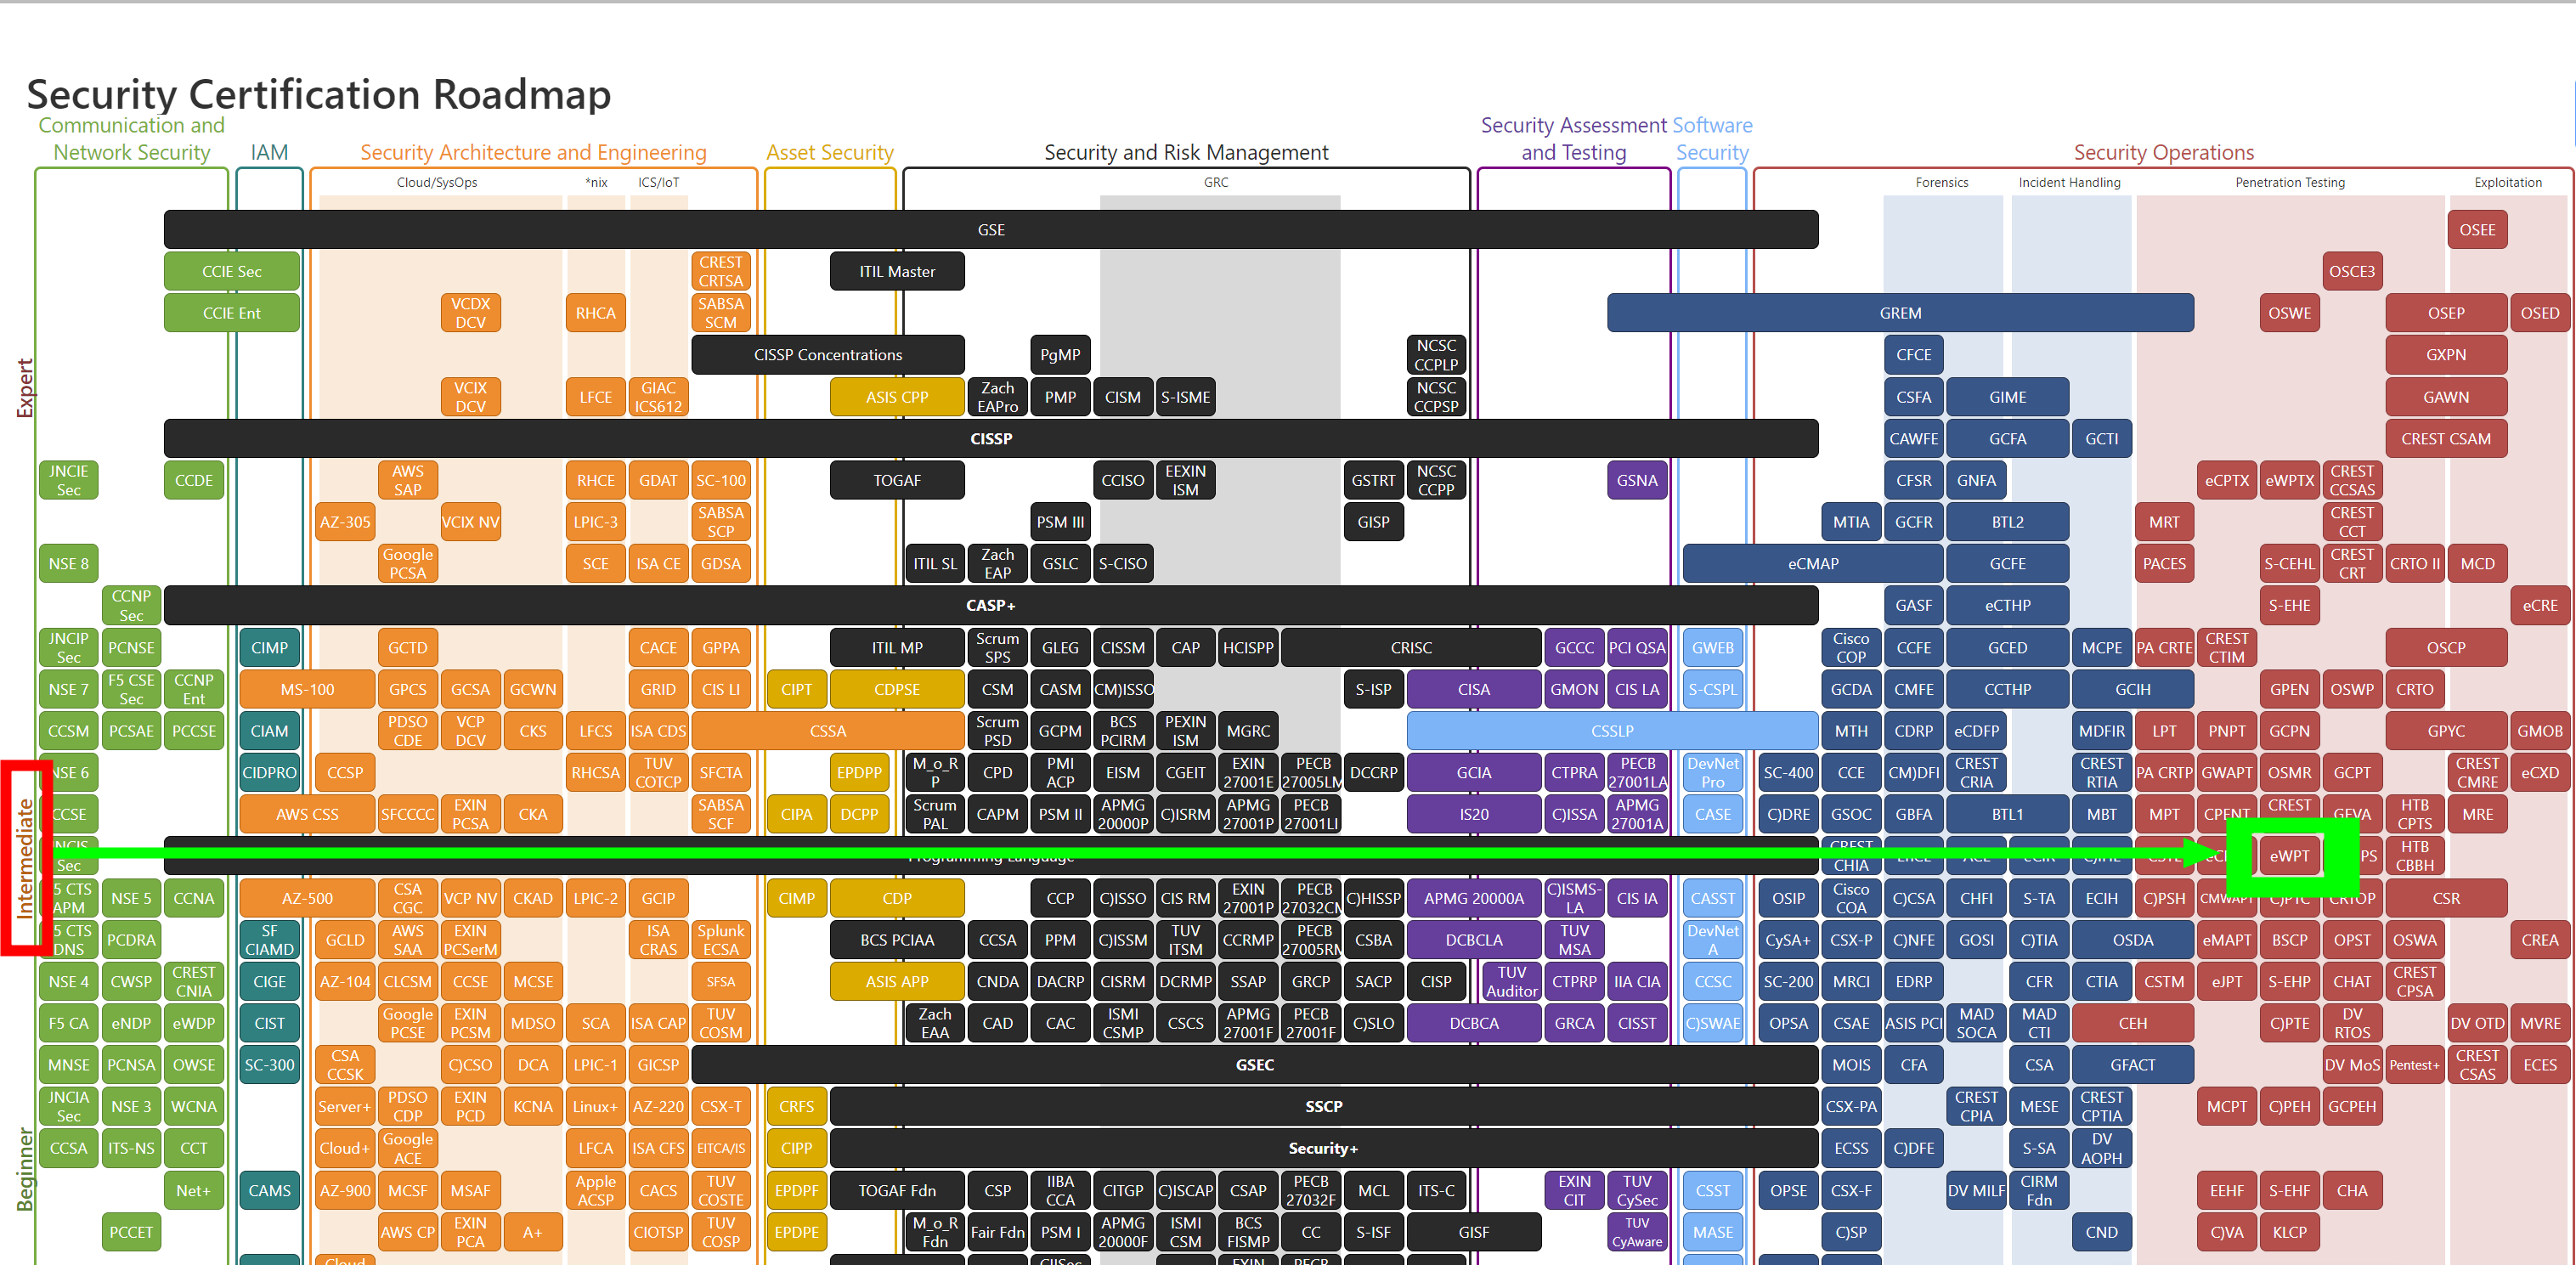 Security Certification Roadmap
Communication and
Network Security
IAM
Security Architecture and Engineering
Asset Security
Security and Risk Management
Security Assessment
and Testing
Software
Security
Security Operations
Cloud/SysOps
*nix
ICS/IoT
GRC
Forensics
Incident Handling
Penetration Testing
Exploitation
Expert
Intermediate
Beginner
GSE
OSEE
CCIE Sec
CREST
CRTSA
ITIL Master
OSCE3
CCIE Ent
VCDX
DCV
RHCA
SABSA
SCM
GREM
OSWE
OSEP
OSED
CISSP Concentrations
PgMP
NCSC
CCPLP
CFCE
GXPN
VCIX
DCV
LFCE
GIAC
ICS612
ASIS CPP
Zach
EAPro
PMP
CISM
S-ISME
NCSC
CCPSP
CSFA
GIME
GAWN
CISSP
CAWFE
GCFA
GCTI
CREST CSAM
JNCIE
Sec
CCDE
AWS
SAP
RHCE
GDAT
SC-100
TOGAF
CCISO
EEXIN
ISM
GSTRT
NCSC
CCPP
GSNA
CFSR
GNFA
eCPTX
eWPTX
CREST
CCSAS
AZ-305
VCIX NV
LPIC-3
SABSA
SCP
PSM III
GISP
MTIA
GCFR
BTL2
MRT
CREST
CCT
NSE 8
Google
PCSA
SCE
ISA CE
GDSA
ITIL SL
Zach
EAP
GSLC
S-CISO
eCMAP
GCFE
PACES
S-CEHL
CREST
CRT
CRTO II
MCD
CCNP
Sec
CASP+
GASF
eCTHP
S-EHE
eCRE
JNCIP
Sec
PCNSE
CIMP
GCTD
CACE
GPPA
ITIL MP
Scrum
SPS
GLEG
CISSM
CAP
HCISPP
CRISC
GCCC
PCI QSA
GWEB
Cisco
COP
CCFE
GCED
MCPE
PA CRTE
CREST
CTIM
OSCP
NSE 7
F5 CSE
Sec
CCNP
Ent
MS-100
GPCS
GCSA
GCWN
GRID
CIS LI
CIPT
CDPSE
CSM
CASM
CM)ISSO
S-ISP
CISA
GMON
CIS LA
S-CSPL
GCDA
CMFE
CCTHP
GCIH
GPEN
OSWP
CRTO
CCSM
PCSAE
PCCSE
CIAM
PDSO
CDE
VCP
DCV
CKS
LFCS
ISA CDS
CSSA
Scrum
PSD
GCPM
BCS
PCIRM
PEXIN
ISM
MGRC
CSSLP
MTH
CDRP
eCDFP
MDFIR
LPT
PNPT
GCPN
GPYC
GMOB
NSE 6
CIDPRO
CCSP
RHCSA
TUV
COTCP
SFCTA
EPDPP
M_o_R
P
CPD
PMI
ACP
EISM
CGEIT
EXIN
27001E
PECB
27005LM
DCCRP
GCIA
CTPRA
PECB
27001LA
DevNet
Pro
SC-400
CCE
CM)DFI
CREST
CRIA
CREST
RTIA
PA CRTP
GWAPT
OSMR
GCPT
CREST
CMRE
eCXD
CCSE
AWS CSS
SFCCCC
EXIN
PCSA
CKA
SABSA
SCF
CIPA
DCPP
Scrum
PAL
CAPM
PSM II
APMG
20000P
C)ISRM
APMG
27001P
PECB
27001LI
IS20
C)ISSA
APMG
27001A
CASE
C)DRE
GSOC
GBFA
BTL1
MBT
MPT
CPENT
CREST
GEVA
HTB
CPTS
MRE
Sec
Programming Language
CREST
CHIA
eWPT
HTB
CBBH
F5 CTS
APM
NSE 5
CCNA
AZ-500
CSA
CGC
VCP NV
CKAD
LPIC-2
GCIP
CIMP
CDP
CCP
C)ISSO
CIS RM
EXIN
27001P
PECB
27032CM
C)HISSP
APMG 20000A
C)ISMS-
LA
CIS IA
CASST
OSIP
Cisco
COA
C)CSA
CHFI
S-TA
ECIH
C)PSH
CMWAPT
C)PTC
CRTOP
CSR
F5 CTS
DNS
PCDRA
SF
CIAMD
GCLD
AWS
SAA
EXIN
PCSerM
ISA
CRAS
Splunk
ECSA
BCS PCIAA
CCSA
PPM
C)ISSM
TUV
ITSM
CCRMP
PECB
27005RM
CSBA
DCBCLA
TUV
MSA
DevNet
A
CySA+
CSX-P
C)NFE
GOSI
C)TIA
OSDA
eMAPT
BSCP
OPST
OSWA
CREA
NSE 4
CWSP
CREST
CNIA
CIGE
AZ-104
CLCSM
CCSE
MCSE
SFSA
ASIS APP
CNDA
DACRP
CISRM
DCRMP
SSAP
GRCP
SACP
CISP
TUV
Auditor
CTPRP
IIA CIA
CCSC
SC-200
MRCI
EDRP
CFR
CTIA
CSTM
eJPT
S-EHP
CHAT
CREST
CPSA
F5 CA
eNDP
eWDP
CIST
Google
PCSE
EXIN
PCSM
MDSO
SCA
ISA CAP
TUV
COSM
Zach
EAA
CAD
CAC
ISMI
CSMP
CSCS
APMG
27001F
PECB
27001F
C)SLO
DCBCA
GRCA
CISST
C)SWAE
OPSA
CSAE
ASIS PCI
MAD
SOCA
MAD
CTI
CEH
C)PTE
DV
RTOS
DV OTD
MVRE
MNSE
PCNSA
OWSE
SC-300
CSA
CCSK
C)CSO
DCA
LPIC-1
GICSP
GSEC
MOIS
CFA
CSA
GFACT
DV MoS
Pentest+
CREST
CSAS
ECES
JNCIA
Sec
NSE 3
WCNA
Server+
PDSO
CDP
EXIN
PCD
KCNA
Linux+
AZ-220
CSX-T
CRFS
SSCP
CSX-PA
CREST
CPIA
MESE
CREST
CPTIA
MCPT
C)PEH
GCPEH
CCSA
ITS-NS
CCT
Cloud+
Google
ACE
LFCA
ISA CFS
EITCA/IS
CIPP
Security+
ECSS
C)DFE
S-SA
DV
AOPH
Net+
CAMS
AZ-900
MCSF
MSAF
Apple
ACSP
CACS
TUV
COSTE
EPDPF
TOGAF Fdn
CSP
IIBA
CCA
CITGP
C)ISCAP
CSAP
PECB
27032F
MCL
ITS-C
EXIN
CIT
TUV
CySec
CSST
OPSE
CSX-F
DV MILF
CIRM
Fdn
EEHF
S-EHF
CHA
PCCET
AWS CP
EXIN
PCA
A+
CIOTSP
TUV
COSP
EPDPE
M_o_R
Fdn
Fair Fdn
PSM I
APMG
20000F
ISMI
CSM
BCS
FISMP
CC
S-ISF
GISF
TUV
CyAware
MASE
C)SP
CND
C)VA
KLCP
Cloud
CIISec
EXIN
PECB